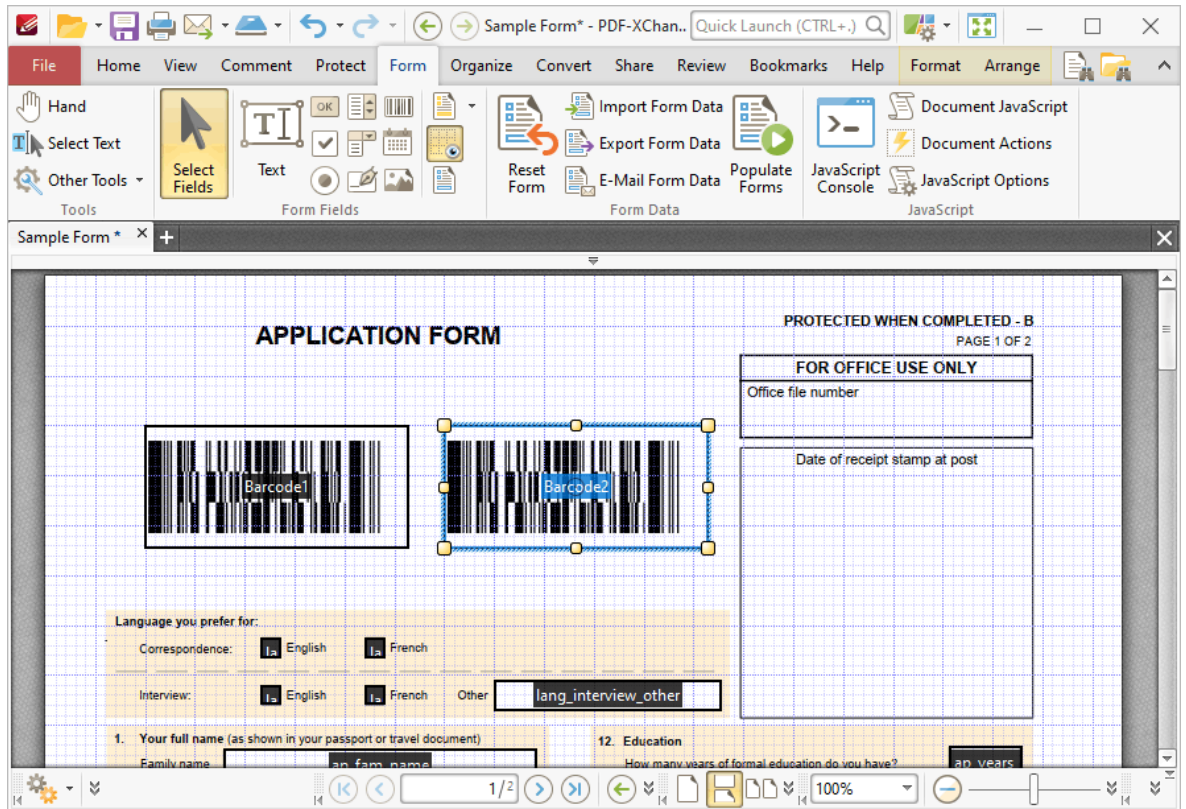 Sample Form* - PDF-XChan.. Quick Launch (CTRL+.)
File Home View Comment Protect Form Organize Convert Share Review Bookmarks Help Format Arrange
Hand
Select Text
Other Tools
Tools
Select Fields
Text
OK
Form Fields
Reset Form
Import Form Data
Export Form Data
E-Mail Form Data
Populate Forms
Form Data
JavaScript Console
Document JavaScript
Document Actions
JavaScript Options
JavaScript
Sample Form *
APPLICATION FORM
PROTECTED WHEN COMPLETED - B
PAGE 1 OF 2
FOR OFFICE USE ONLY
Office file number
Date of receipt stamp at post
Barcode1
Barcode2
Language you prefer for:
Correspondence: la English la French
Interview: la English la French Other lang_interview_other
1. Your full name (as shown in your passport or travel document)
Family name ap_fam_name
12. Education
How many years of formal education do you have? ap_years
1/2
100%